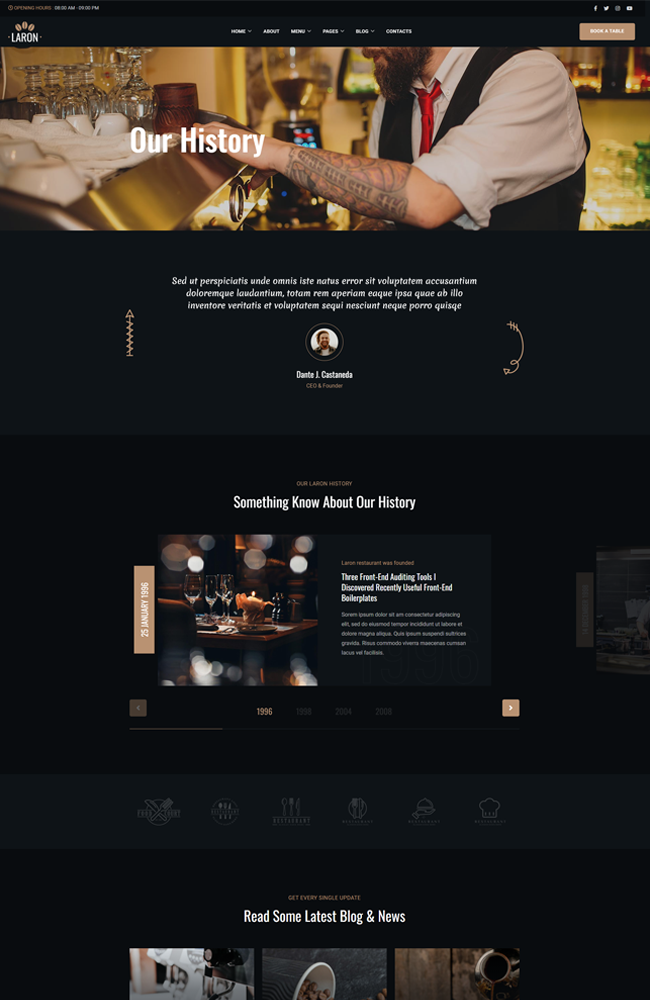 OPENING HOURS: 08:00 AM - 09:00 PM
LARON
HOME
ABOUT
MENU
PAGES
BLOG
CONTACTS
BOOK A TABLE
Our History
Sed ut perspiciatis unde omnis iste natus error sit voluptatem accusantium
doloremque laudantium, totam rem aperiam eaque ipsa quae ab illo
inventore veritatis et voluptatem sequi nesciunt neque porro quisqe
Dante J. Castaneda
CEO & Founder
OUR LARON HISTORY
Something Know About Our History
25 JANUARY 1996
Laron restaurant was founded
Three Front-End Auditing Tools I
Discovered Recently Useful Front-End
Boilerplates
Lorem ipsum dolor sit am consectetur adipiscing
elit, sed do eiusmod tempor incididunt ut labore et
dolore magna aliqua. Quis ipsum suspendi sultrices
gravida. Risus commodo viverra maecenas cumsan
lacus vel facilisis.
1996
1996
1998
2004
2008
RESTAURANT
GET EVERY SINGLE UPDATE
Read Some Latest Blog & News